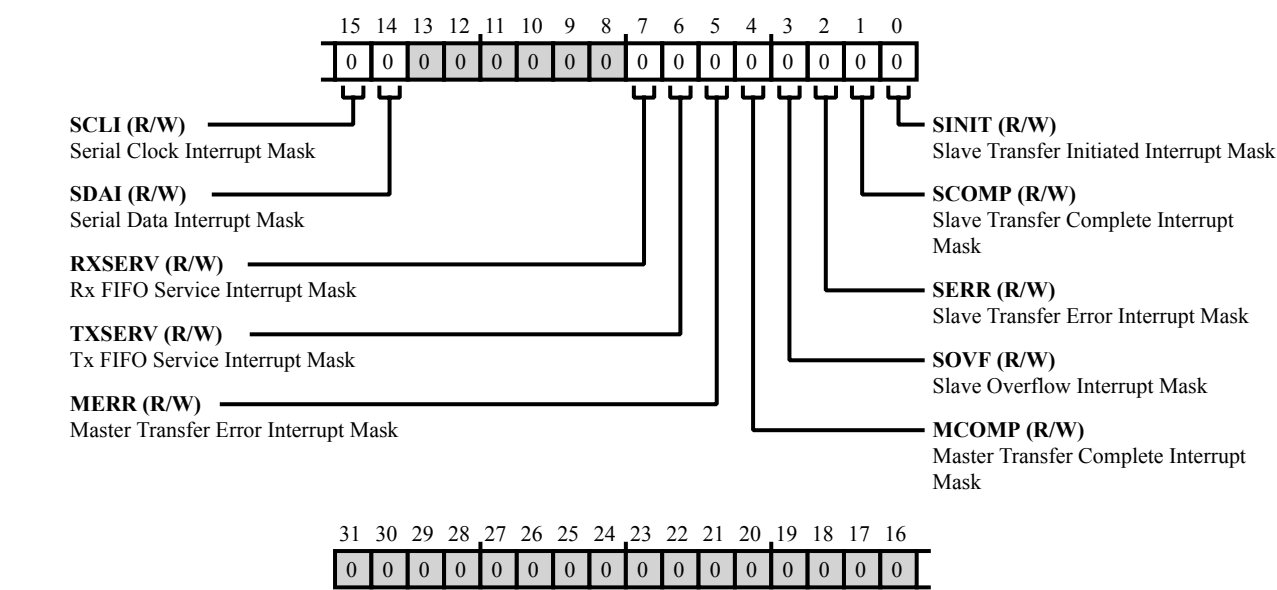 15 14 13 12 11 10 9 8 7 6 5 4 3 2 1 0
0 0 0 0 0 0 0 0 0 0 0 0 0 0 0 0
SCLI (R/W)
Serial Clock Interrupt Mask
SDAI (R/W)
Serial Data Interrupt Mask
RXSERV (R/W)
Rx FIFO Service Interrupt Mask
TXSERV (R/W)
Tx FIFO Service Interrupt Mask
MERR (R/W)
Master Transfer Error Interrupt Mask
SINIT (R/W)
Slave Transfer Initiated Interrupt Mask
SCOMP (R/W)
Slave Transfer Complete Interrupt
Mask
SERR (R/W)
Slave Transfer Error Interrupt Mask
SOVF (R/W)
Slave Overflow Interrupt Mask
MCOMP (R/W)
Master Transfer Complete Interrupt
Mask
31 30 29 28 27 26 25 24 23 22 21 20 19 18 17 16
0 0 0 0 0 0 0 0 0 0 0 0 0 0 0 0